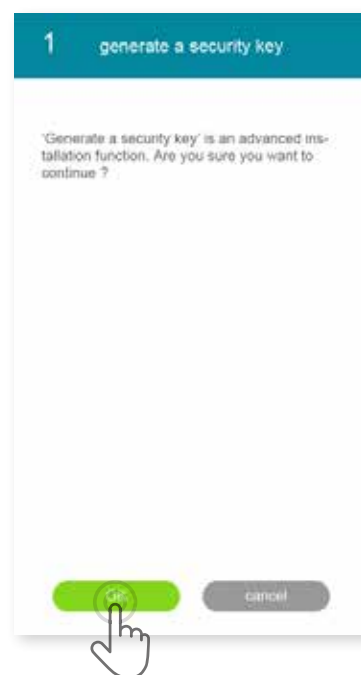 1 generate a security key
'Generate a security key' is an advanced ins-
tallation function. Are you sure you want to
continue ?
cancel